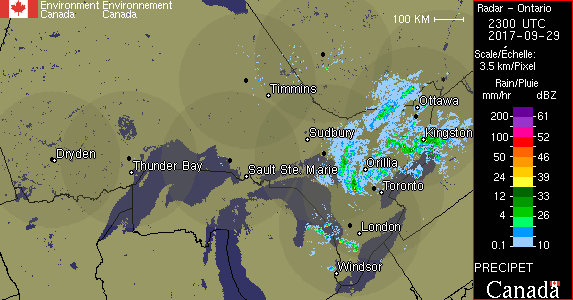 Environment Environnement
Canada Canada
100 KM
Timmins
Ottawa
Sudbury
Kingston
Dryden
Thunder Bay
Sault Ste. Marie
Orillia
Toronto
London
Windsor
Radar - Ontario
2300 UTC
2017-09-29
Scale/Échelle:
3.5 km/Pixel
Rain/Pluie
mm/hr dBZ
200 61
100 52
50 46
24 39
12 33
4 26
0.1 10
PRECIPET
Canada